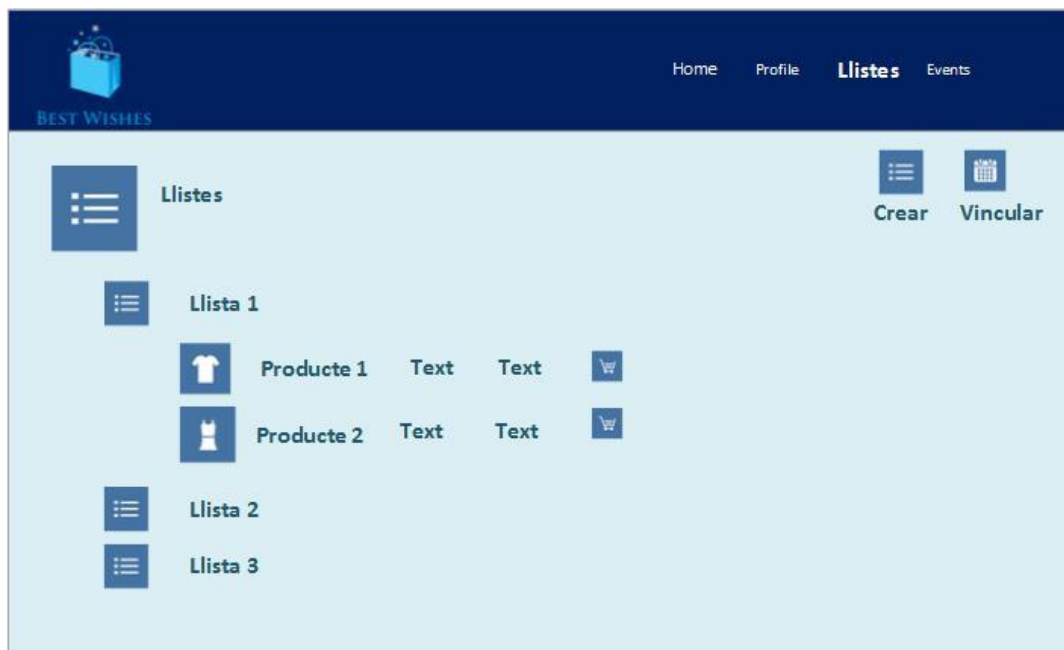 Home Profile Llistes Events
BEST WISHES
Llistes
Crear Vincular
Llista 1
Producte 1 Text Text
Producte 2 Text Text
Llista 2
Llista 3